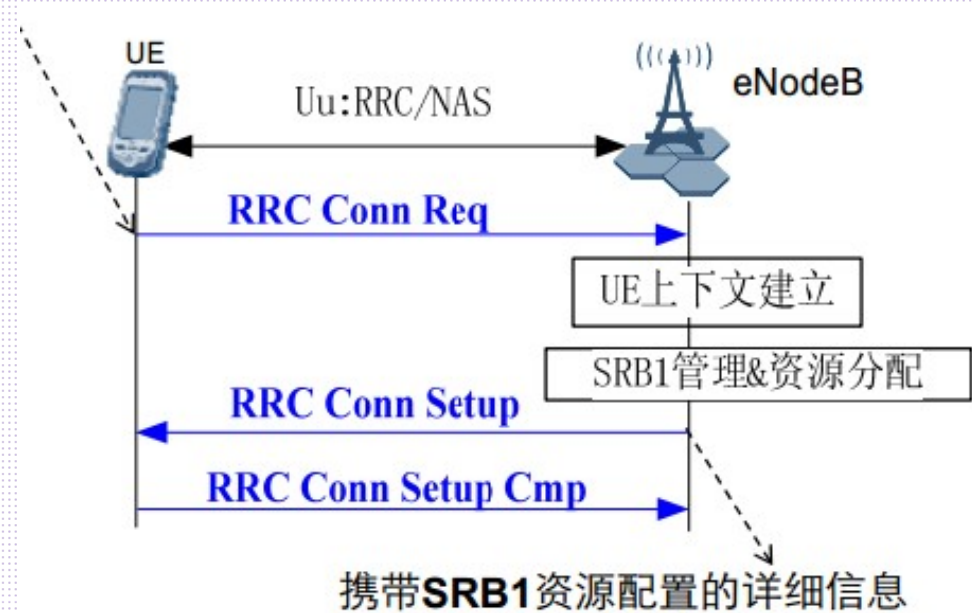 UE
eNodeB
Uu:RRC/NAS
RRC Conn Req
UE上下文建立
SRB1管理&资源分配
RRC Conn Setup
RRC Conn Setup Cmp
携带SRB1资源配置的详细信息